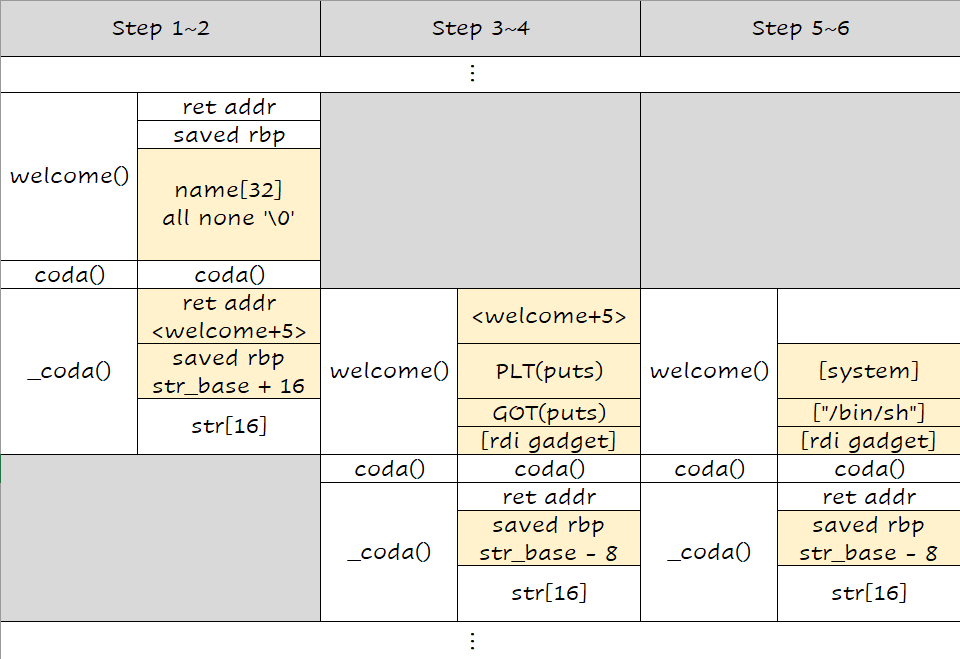 Step 1~2
Step 3~4
Step 5~6
⋮
welcome()
ret addr
saved rbp
name[32]
all none '\0'
coda()
coda()
_coda()
ret addr
<welcome+5>
saved rbp
str_base + 16
str[16]
welcome()
<welcome+5>
PLT(puts)
GOT(puts)
[rdi gadget]
coda()
coda()
_coda()
ret addr
saved rbp
str_base - 8
str[16]
welcome()
[system]
["/bin/sh"]
[rdi gadget]
coda()
coda()
_coda()
ret addr
saved rbp
str_base - 8
str[16]
⋮